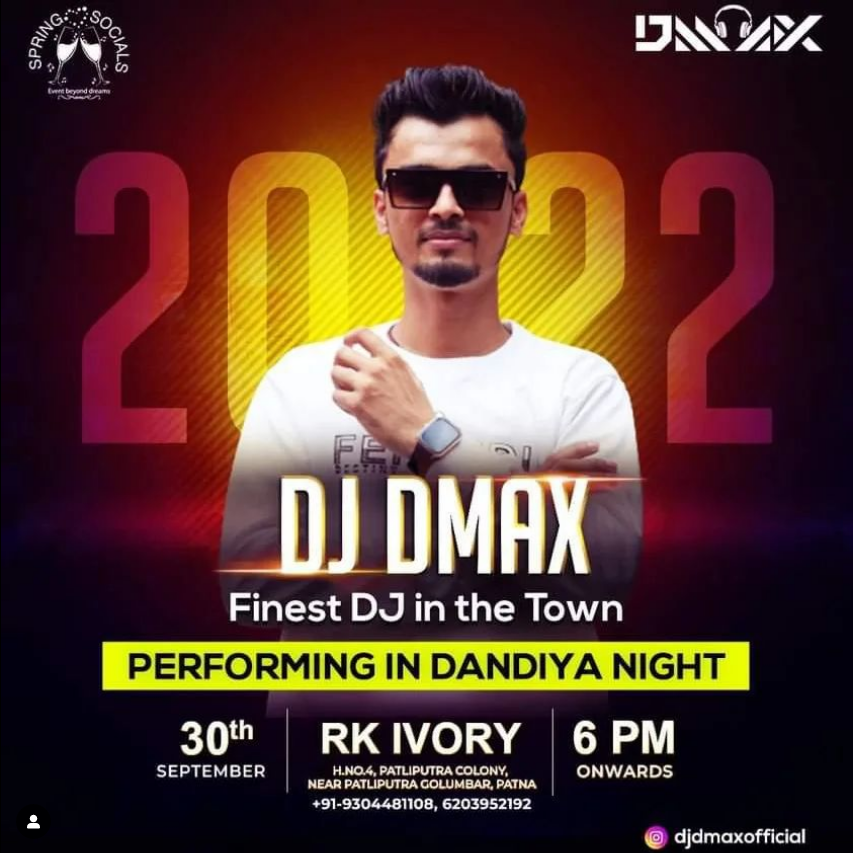 SPRING SOCIALS
Event beyond dreams
DMAX
2022
DJ DMAX
Finest DJ in the Town
PERFORMING IN DANDIYA NIGHT
30th
SEPTEMBER
RK IVORY
H.NO.4, PATLIPUTRA COLONY,
NEAR PATLIPUTRA GOLUMBAR, PATNA
+91-9304481108, 6203952192
6 PM
ONWARDS
djdmaxofficial